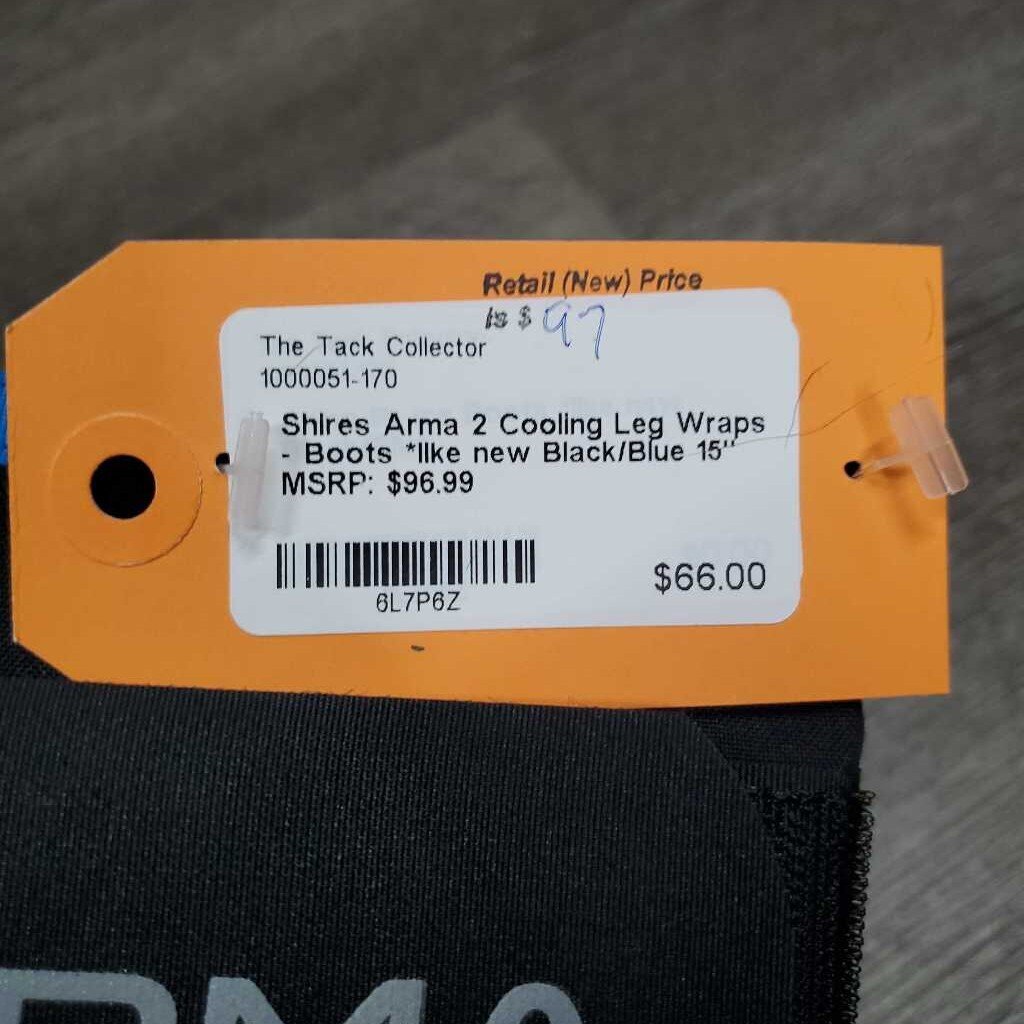 Retail (New) Price
Is $ 97
The Tack Collector
1000051-170
Shires Arma 2 Cooling Leg Wraps
- Boots *like new Black/Blue 15"
MSRP: $96.99
6L7P6Z
$66.00